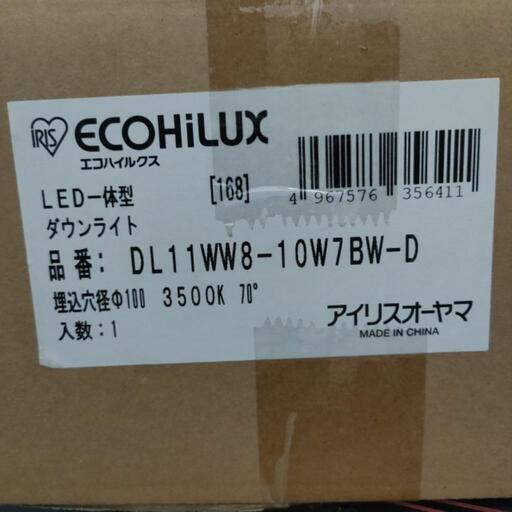 IRIS ECOHiLUX
エコハイルクス
LED一体型 [168]
4 967576 356411
ダウンライト
品番: DL11WW8-10W7BW-D
埋込穴径Φ100 3500K 70°
入数:1
アイリスオーヤマ
MADE IN CHINA